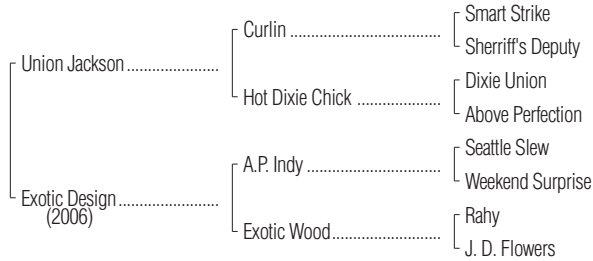 Smart Strike
Curlin ..............................
Sherriff's Deputy
Union Jackson ......................
Dixie Union
Hot Dixie Chick ...................
Above Perfection
Seattle Slew
A.P. Indy ..............................
Weekend Surprise
Exotic Design ........................
(2006)
Rahy
Exotic Wood .........................
J. D. Flowers